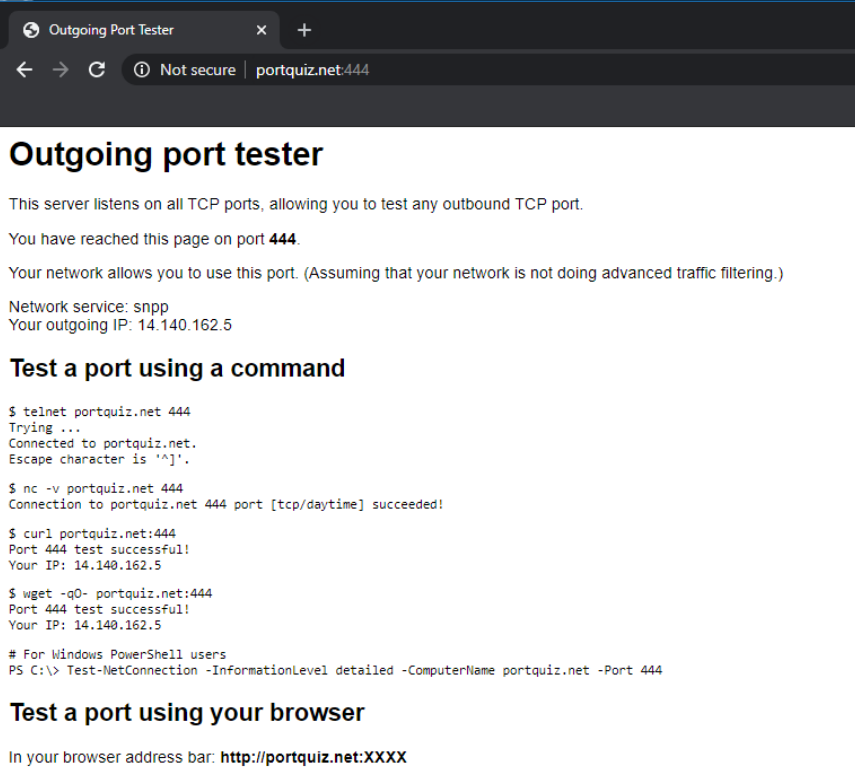 Outgoing Port Tester
Not secure
portquiz.net:444
Outgoing port tester
This server listens on all TCP ports, allowing you to test any outbound TCP port.
You have reached this page on port 444.
Your network allows you to use this port. (Assuming that your network is not doing advanced traffic filtering.)
Network service: snpp
Your outgoing IP: 14.140.162.5
Test a port using a command
$ telnet portquiz.net 444
Trying ...
Connected to portquiz.net.
Escape character is '^]'.
$ nc -v portquiz.net 444
Connection to portquiz.net 444 port [tcp/daytime] succeeded!
$ curl portquiz.net:444
Port 444 test successful!
Your IP: 14.140.162.5
$ wget -qO- portquiz.net:444
Port 444 test successful!
Your IP: 14.140.162.5
# For Windows PowerShell users
PS C:\> Test-NetConnection -InformationLevel detailed -ComputerName portquiz.net -Port 444
Test a port using your browser
In your browser address bar: http://portquiz.net:XXXX